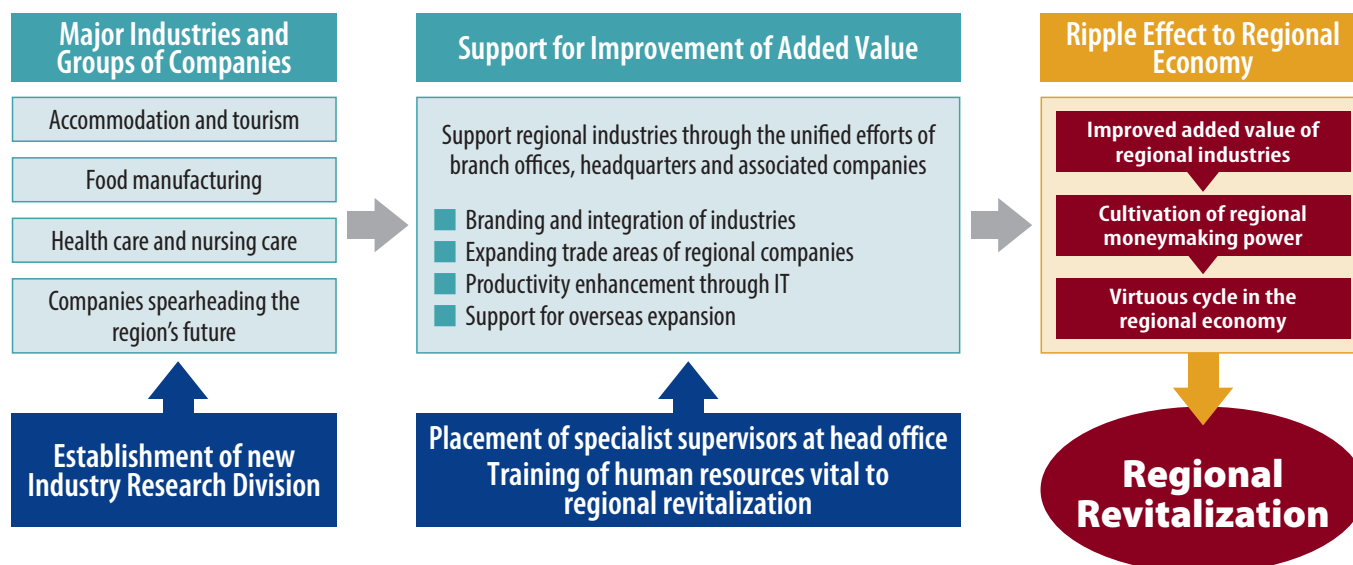 Major Industries and
Groups of Companies
Accommodation and tourism
Food manufacturing
Health care and nursing care
Companies spearheading the
region’s future
Establishment of new
Industry Research Division
Support for Improvement of Added Value
Support regional industries through the unified efforts of
branch offices, headquarters and associated companies
Branding and integration of industries
Expanding trade areas of regional companies
Productivity enhancement through IT
Support for overseas expansion
Placement of specialist supervisors at head office
Training of human resources vital to
regional revitalization
Ripple Effect to Regional
Economy
Improved added value of
regional industries
Cultivation of regional
moneymaking power
Virtuous cycle in the
regional economy
Regional
Revitalization